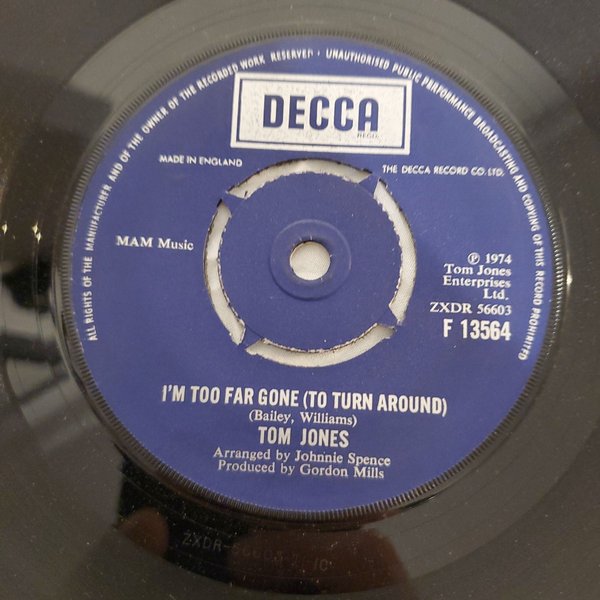 ALL RIGHTS OF THE MANUFACTURER AND OF THE OWNER OF THE RECORDED WORK RESERVED · UNAUTHORISED PUBLIC PERFORMANCE BROADCASTING AND COPYING OF THIS RECORD PROHIBITED
DECCA
REGD.
MADE IN ENGLAND
THE DECCA RECORD CO. LTD.
MAM Music
℗ 1974
Tom Jones
Enterprises
Ltd.
ZXDR 56603
F 13564
I'M TOO FAR GONE (TO TURN AROUND)
(Bailey, Williams)
TOM JONES
Arranged by Johnnie Spence
Produced by Gordon Mills